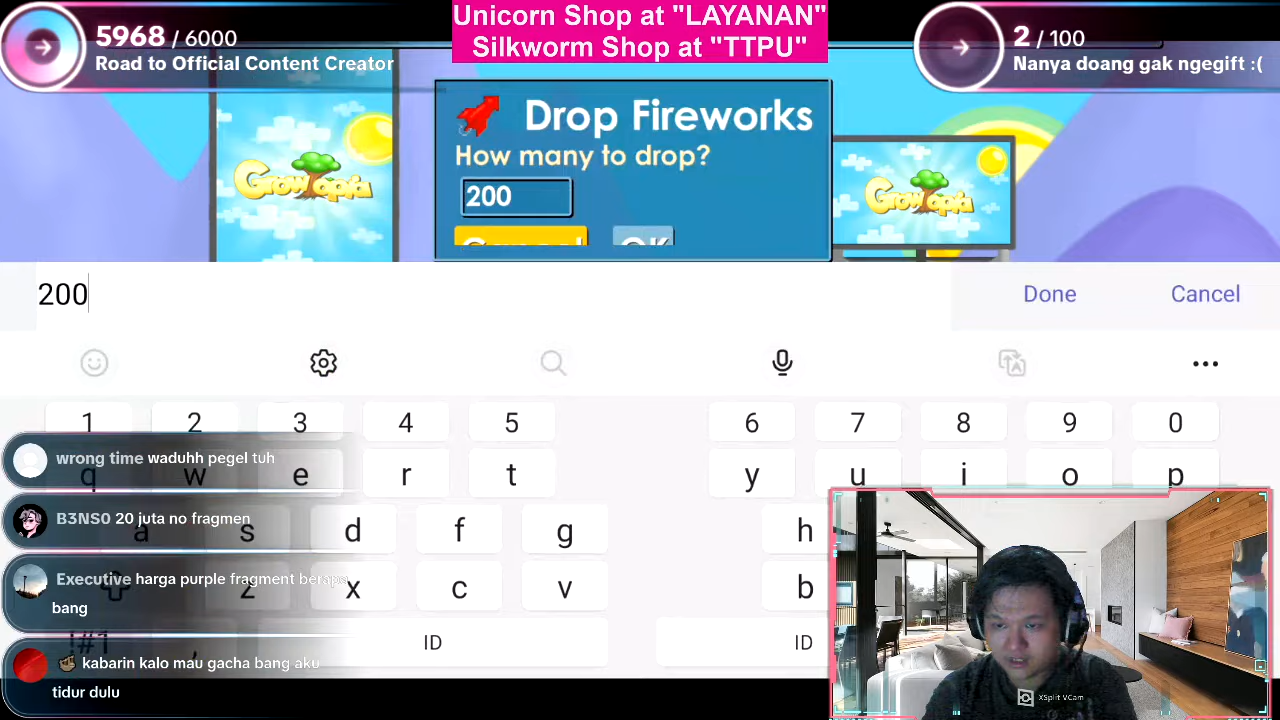 5968 / 6000
Road to Official Content Creator
Unicorn Shop at "LAYANAN"
Silkworm Shop at "TTPU"
2 / 100
Nanya doang gak ngegift :(
Growtopia
Drop Fireworks
How many to drop?
200
Cancel OK
Growtopia
200
Done Cancel
1 2 3 4 5 6 7 8 9 0
q w e r t y u i o p
a s d f g h
z x c v b
!#1 , ID ID
wrong time waduhh pegel tuh
B3NS0 20 juta no fragmen
Executive harga purple fragment berapa
bang
kabarin kalo mau gacha bang aku
tidur dulu
XSplit VCam